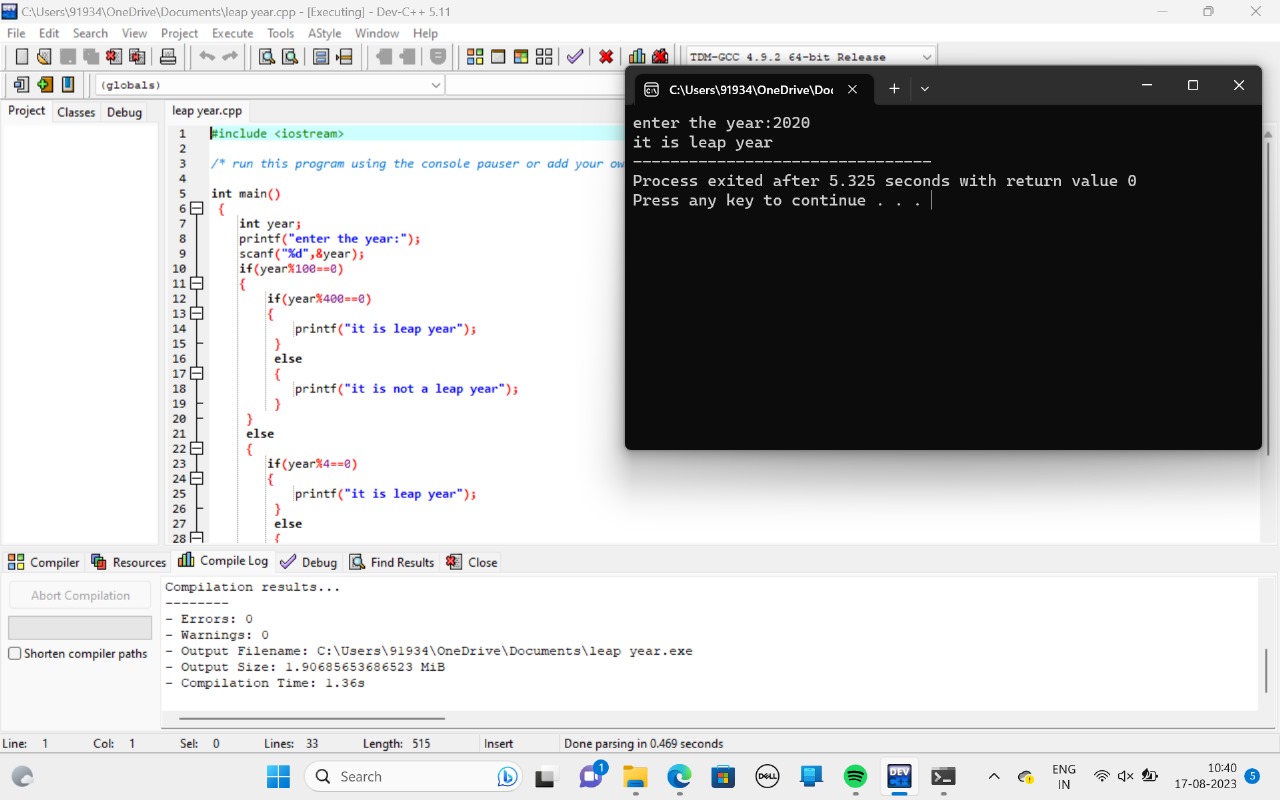 C:\Users\91934\OneDrive\Documents\leap year.cpp - [Executing] - Dev-C++ 5.11
File Edit Search View Project Execute Tools AStyle Window Help
TDM-GCC 4.9.2 64-bit Release
(globals)
Project Classes Debug
leap year.cpp
1 #include <iostream>
2
3 /* run this program using the console pauser or add your ow
4
5 int main()
6 {
7 int year;
8 printf("enter the year:");
9 scanf("%d",&year);
10 if(year%100==0)
11 {
12 if(year%400==0)
13 {
14 printf("it is leap year");
15 }
16 else
17 {
18 printf("it is not a leap year");
19 }
20 }
21 else
22 {
23 if(year%4==0)
24 {
25 printf("it is leap year");
26 }
27 else
28 {
C:\Users\91934\OneDrive\Doc
enter the year:2020
it is leap year
--------------------------------
Process exited after 5.325 seconds with return value 0
Press any key to continue . . .
Compiler Resources Compile Log Debug Find Results Close
Abort Compilation
Shorten compiler paths
Compilation results...
--------
- Errors: 0
- Warnings: 0
- Output Filename: C:\Users\91934\OneDrive\Documents\leap year.exe
- Output Size: 1.90685653686523 MiB
- Compilation Time: 1.36s
Line: 1 Col: 1 Sel: 0 Lines: 33 Length: 515 Insert Done parsing in 0.469 seconds
Search
1
DELL
DEV
ENG
IN
10:40
17-08-2023
5